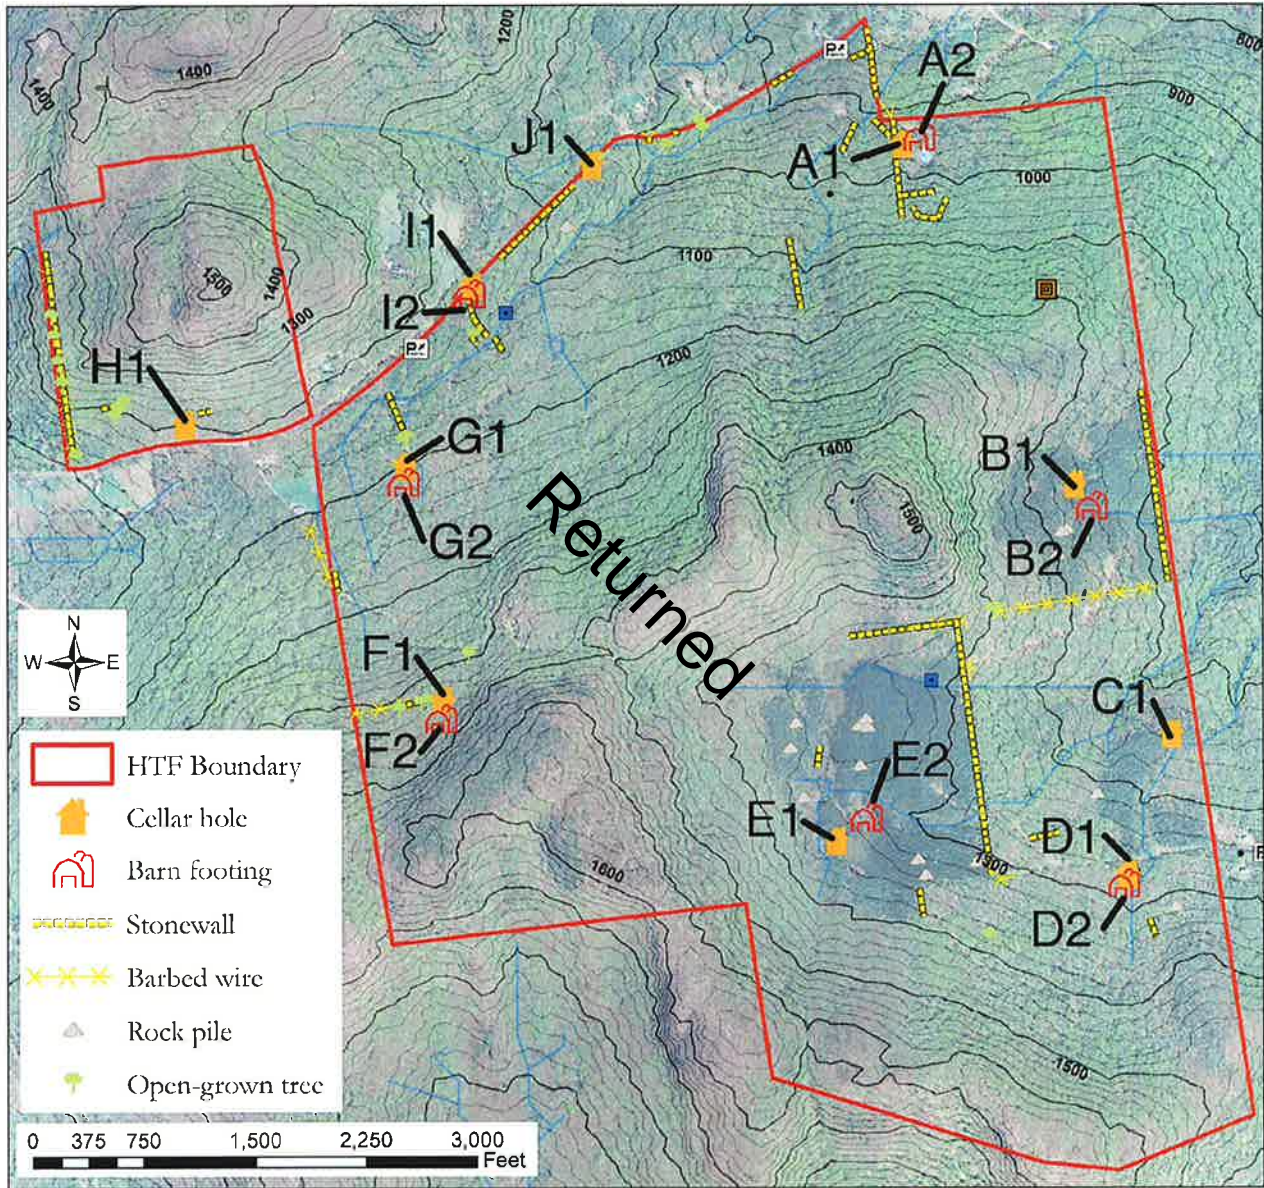 1200
1400
1400
600
900
A2
J1
A1
1000
I1
1100
1500
1400
I2
1300
1200
H1
G1
1400
B1
1500
G2
B2
Returned
N
W E
S
F1
C1
F2
E2
E1
D1
1300
1600
D2
1500
HTF Boundary
Cellar hole
Barn footing
Stonewall
Barbed wire
Rock pile
Open-grown tree
0 375 750 1,500 2,250 3,000
Feet